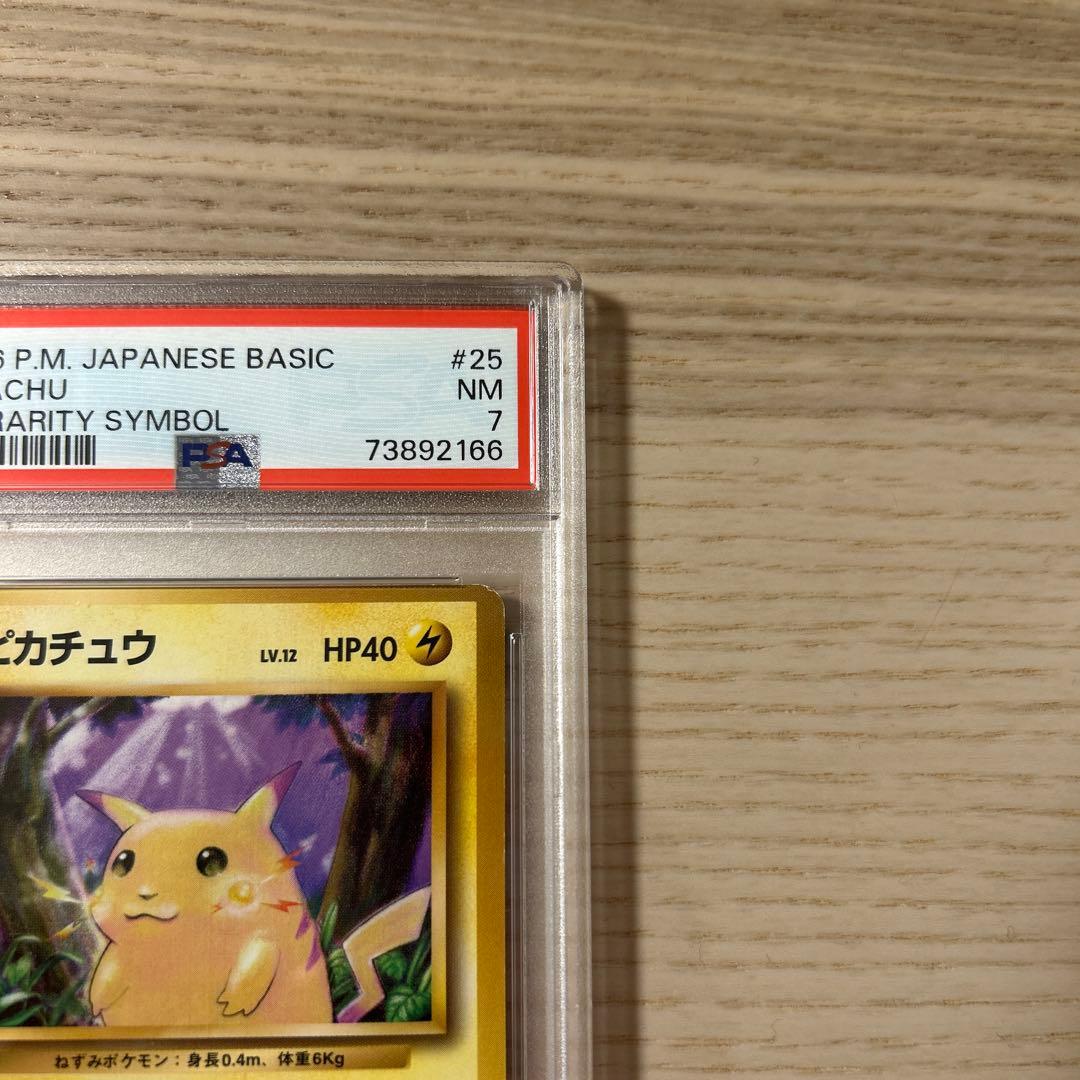 6 P.M. JAPANESE BASIC #25
ACHU NM
RARITY SYMBOL 7
PSA 73892166
ピカチュウ LV.12 HP40
ねずみポケモン：身長0.4m、体重6Kg